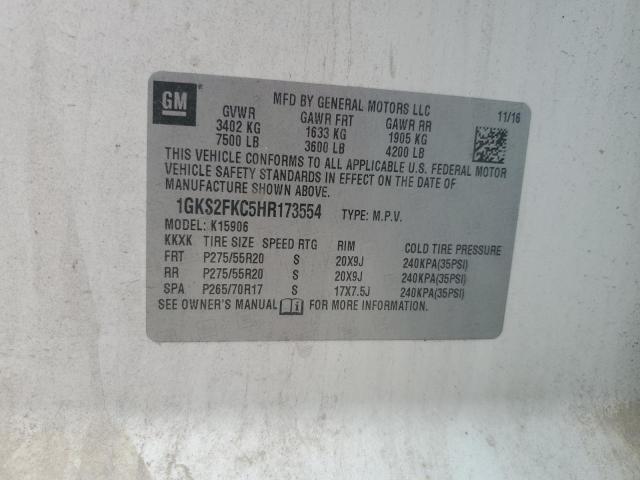 GM
MFD BY GENERAL MOTORS LLC
11/16
GVWR GAWR FRT GAWR RR
3402 KG 1633 KG 1905 KG
7500 LB 3600 LB 4200 LB
THIS VEHICLE CONFORMS TO ALL APPLICABLE U.S. FEDERAL MOTOR
VEHICLE SAFETY STANDARDS IN EFFECT ON THE DATE OF
MANUFACTURE SHOWN ABOVE.
1GKS2FKC5HR173554 TYPE: M.P.V.
MODEL: K15906
KKXK TIRE SIZE SPEED RTG RIM COLD TIRE PRESSURE
FRT P275/55R20 S 20X9J 240KPA(35PSI)
RR P275/55R20 S 20X9J 240KPA(35PSI)
SPA P265/70R17 S 17X7.5J 240KPA(35PSI)
SEE OWNER'S MANUAL FOR MORE INFORMATION.